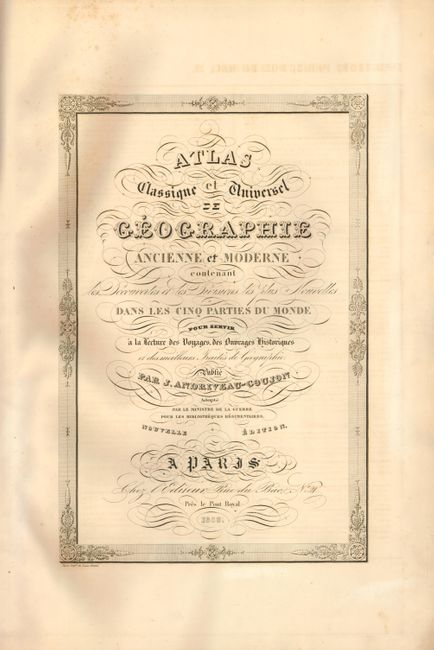 ATLAS
Classique et Universel
DE
GÉOGRAPHIE
ANCIENNE et MODERNE
contenant
les Découvertes et les Divisions les plus Nouvelles
DANS LES CINQ PARTIES DU MONDE
POUR SERVIR
à la Lecture des Voyages, des Ouvrages Historiques
et des meilleurs Traités de Géographie.
Publié
PAR J. ANDRIVEAU-GOUJON
Adopté
PAR LE MINISTRE DE LA GUERRE
POUR LES BIBLIOTHÈQUES RÉGIMENTAIRES.
NOUVELLE ÉDITION.
A PARIS
Chez l'Editeur, Rue du Bac, N.º
Près le Pont Royal